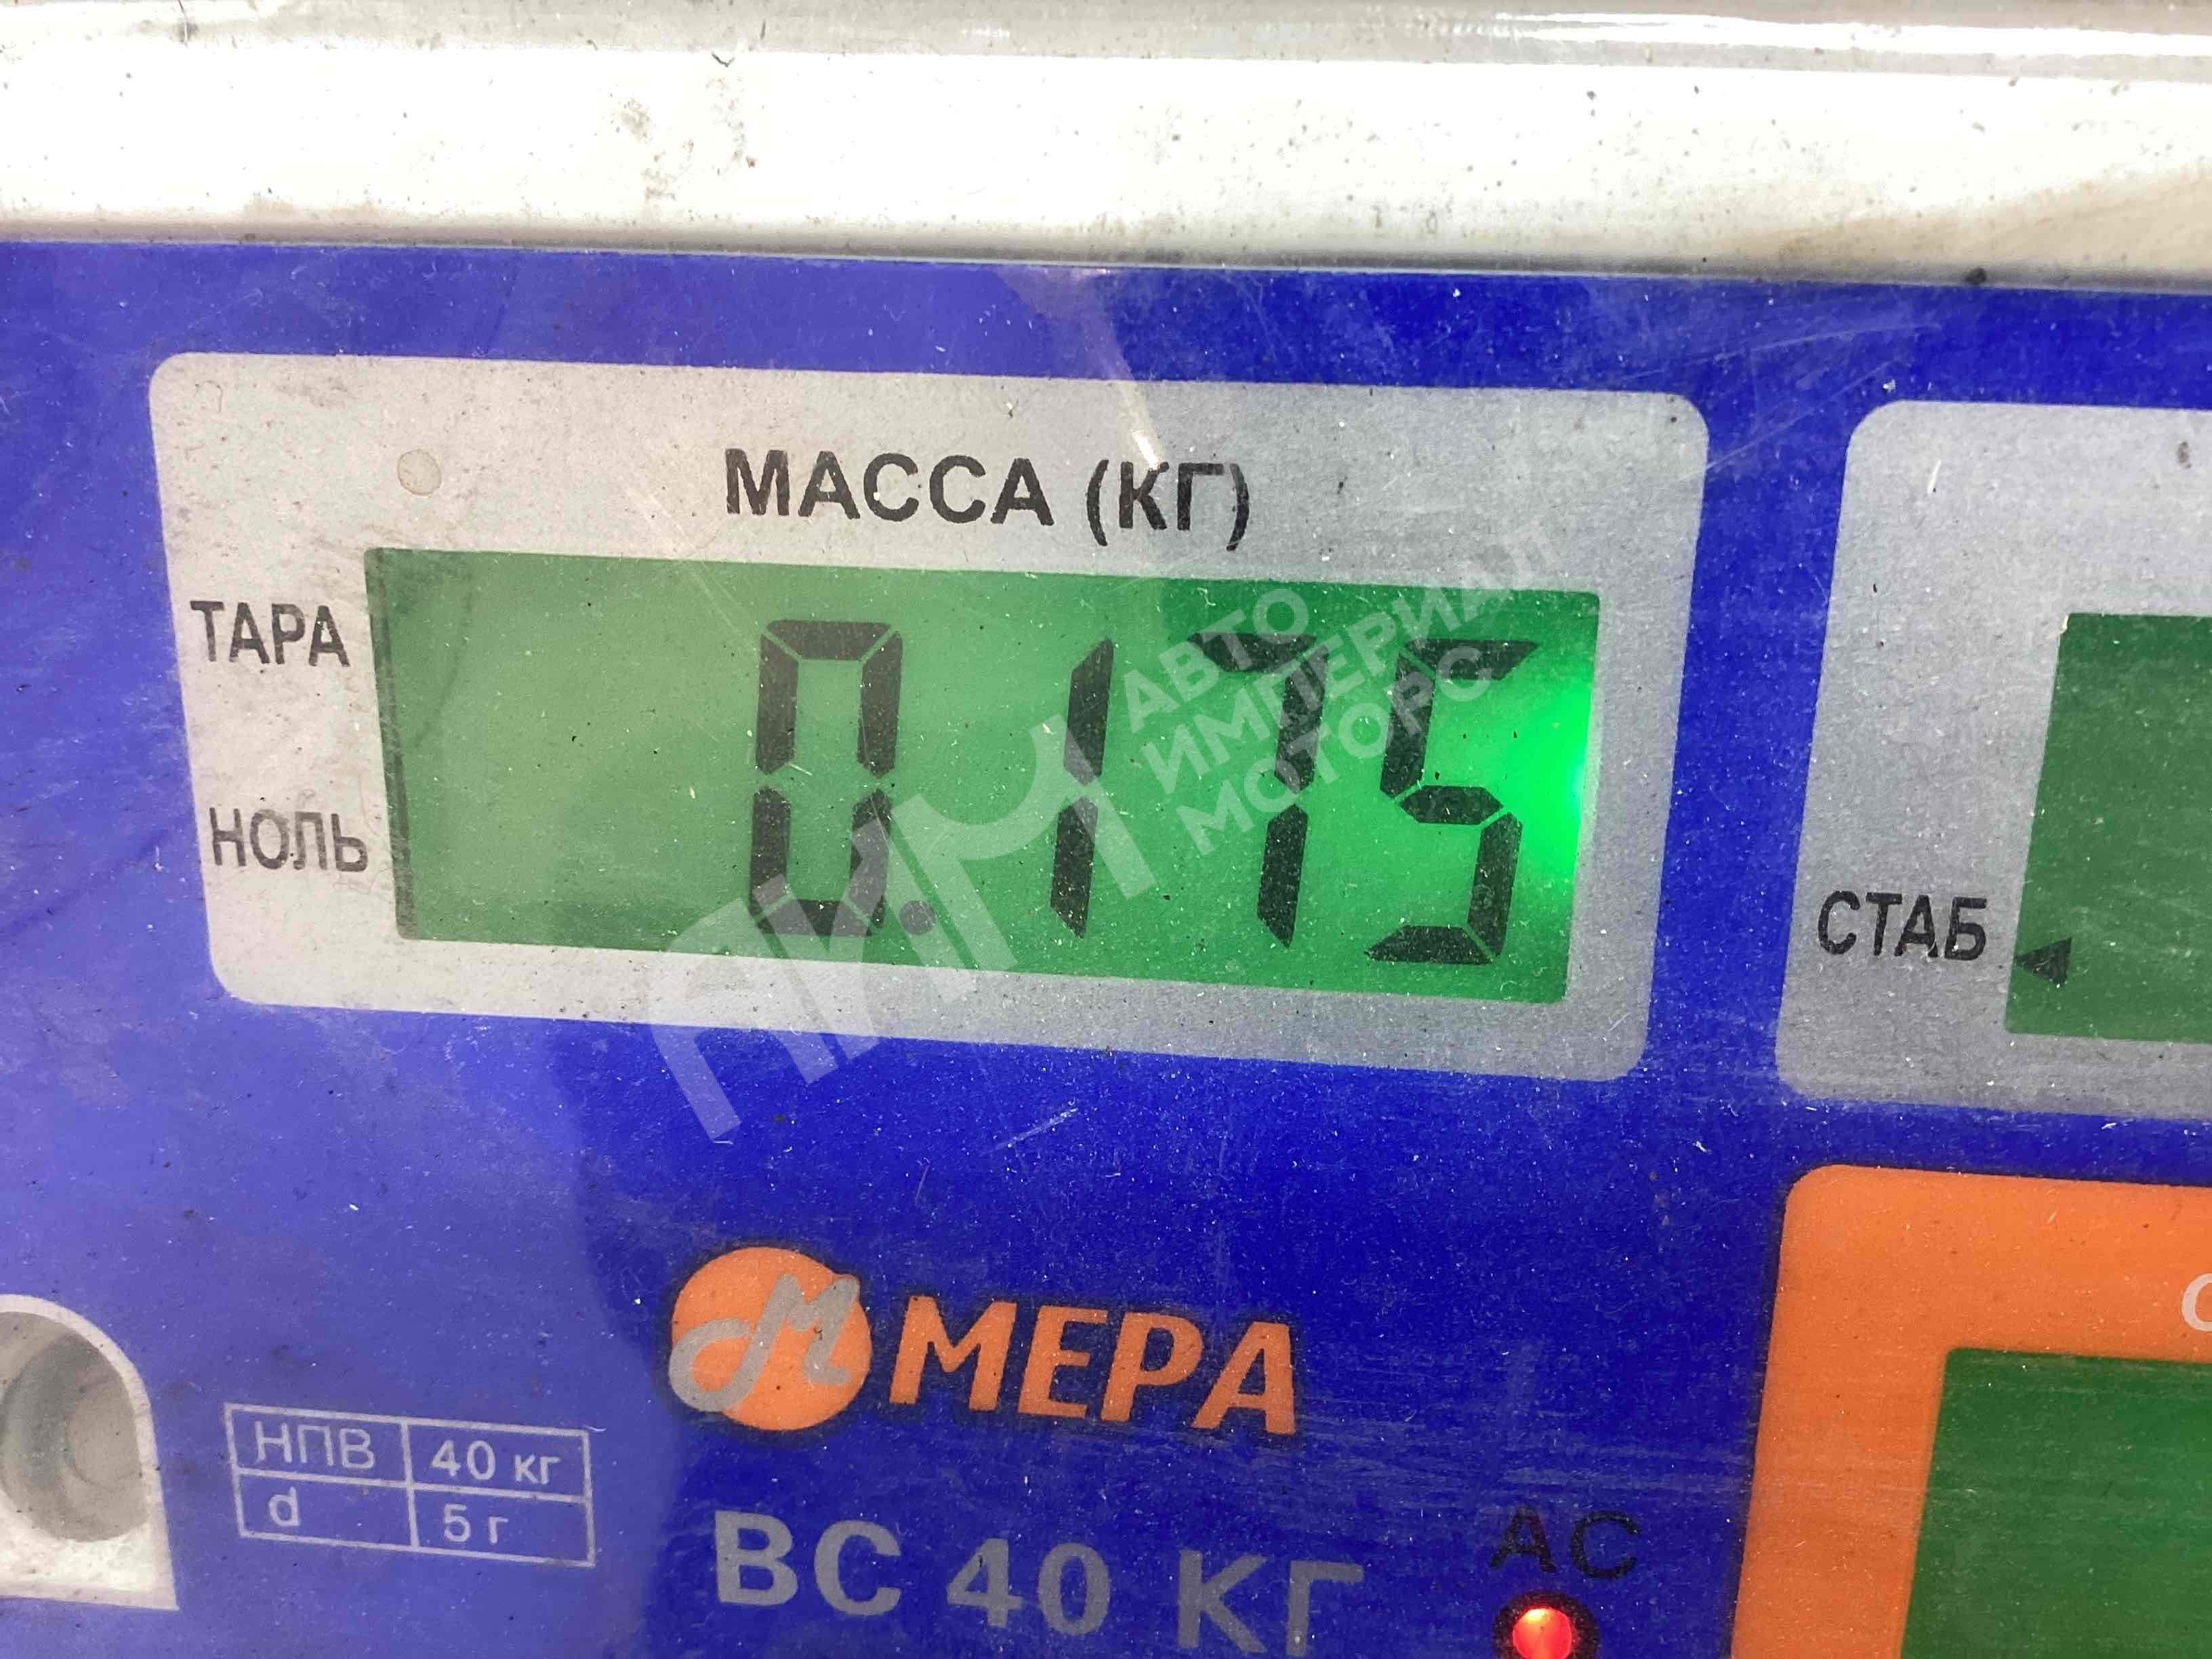 МАССА (КГ)
ТАРА
НОЛЬ
0.175
АВТО
ИМПЕРИАЛ
МОТОРС
АИМ
СТАБ
МЕРА
НПВ 40 кг
d 5 г
ВС 40 КГ
АС